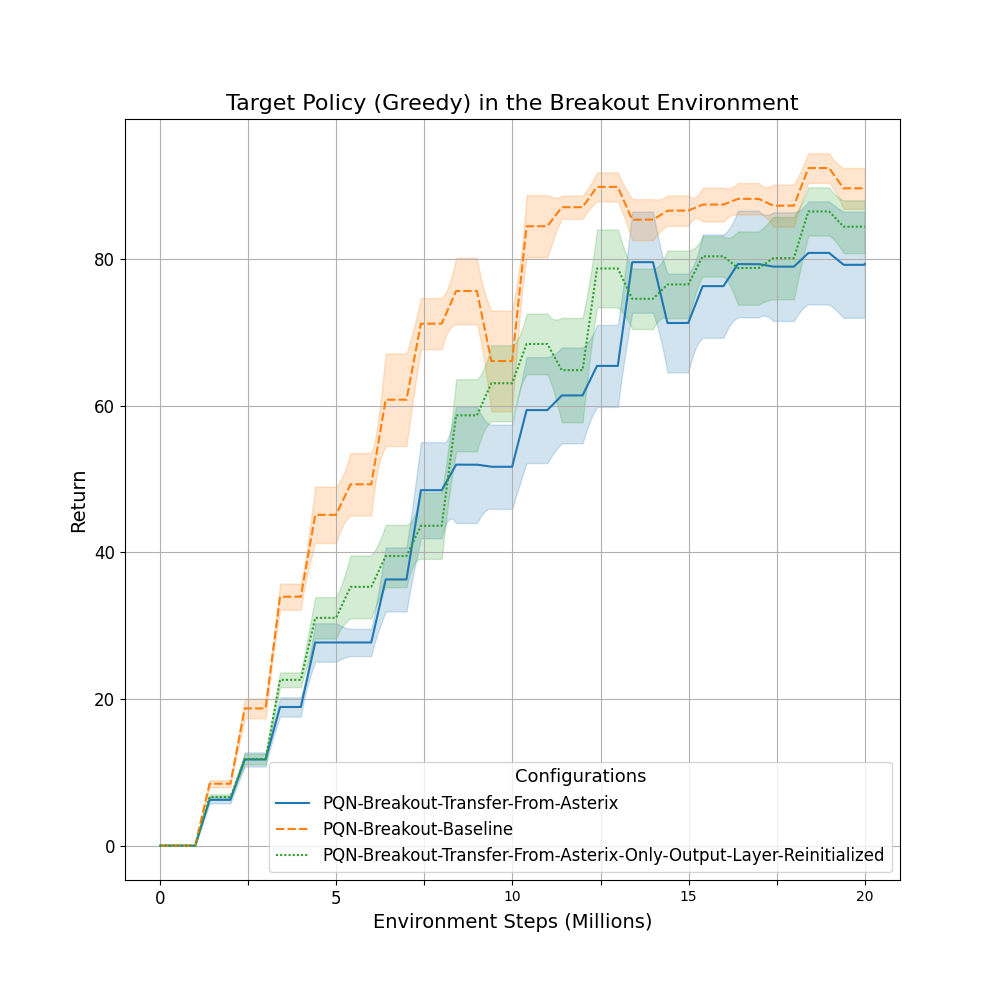 Target Policy (Greedy) in the Breakout Environment
Return
80
60
40
20
0
Configurations
PQN-Breakout-Transfer-From-Asterix
PQN-Breakout-Baseline
PQN-Breakout-Transfer-From-Asterix-Only-Output-Layer-Reinitialized
0 5 10 15 20
Environment Steps (Millions)